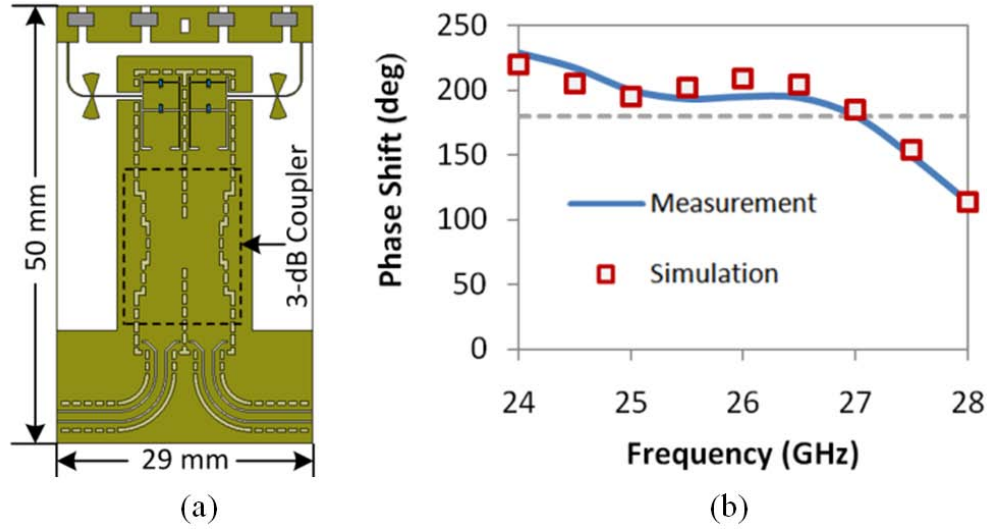 50 mm
3-dB Coupler
29 mm
(a)
Phase Shift (deg)
250
200
150
100
50
0
Measurement
Simulation
24 25 26 27 28
Frequency (GHz)
(b)